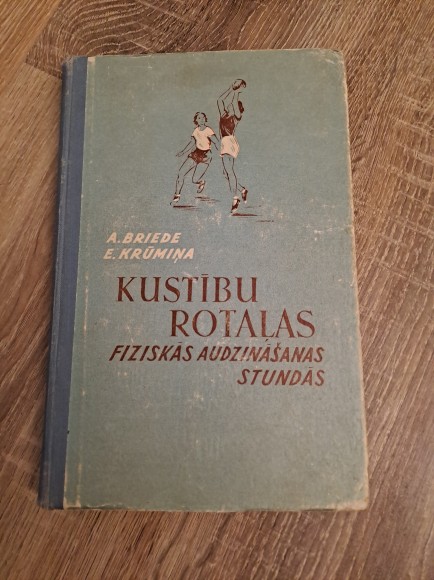 A. BRIEDE
E. KRŪMIŅA
KUSTĪBU
ROTAĻAS
FIZISKĀS AUDZINĀŠANAS
STUNDĀS